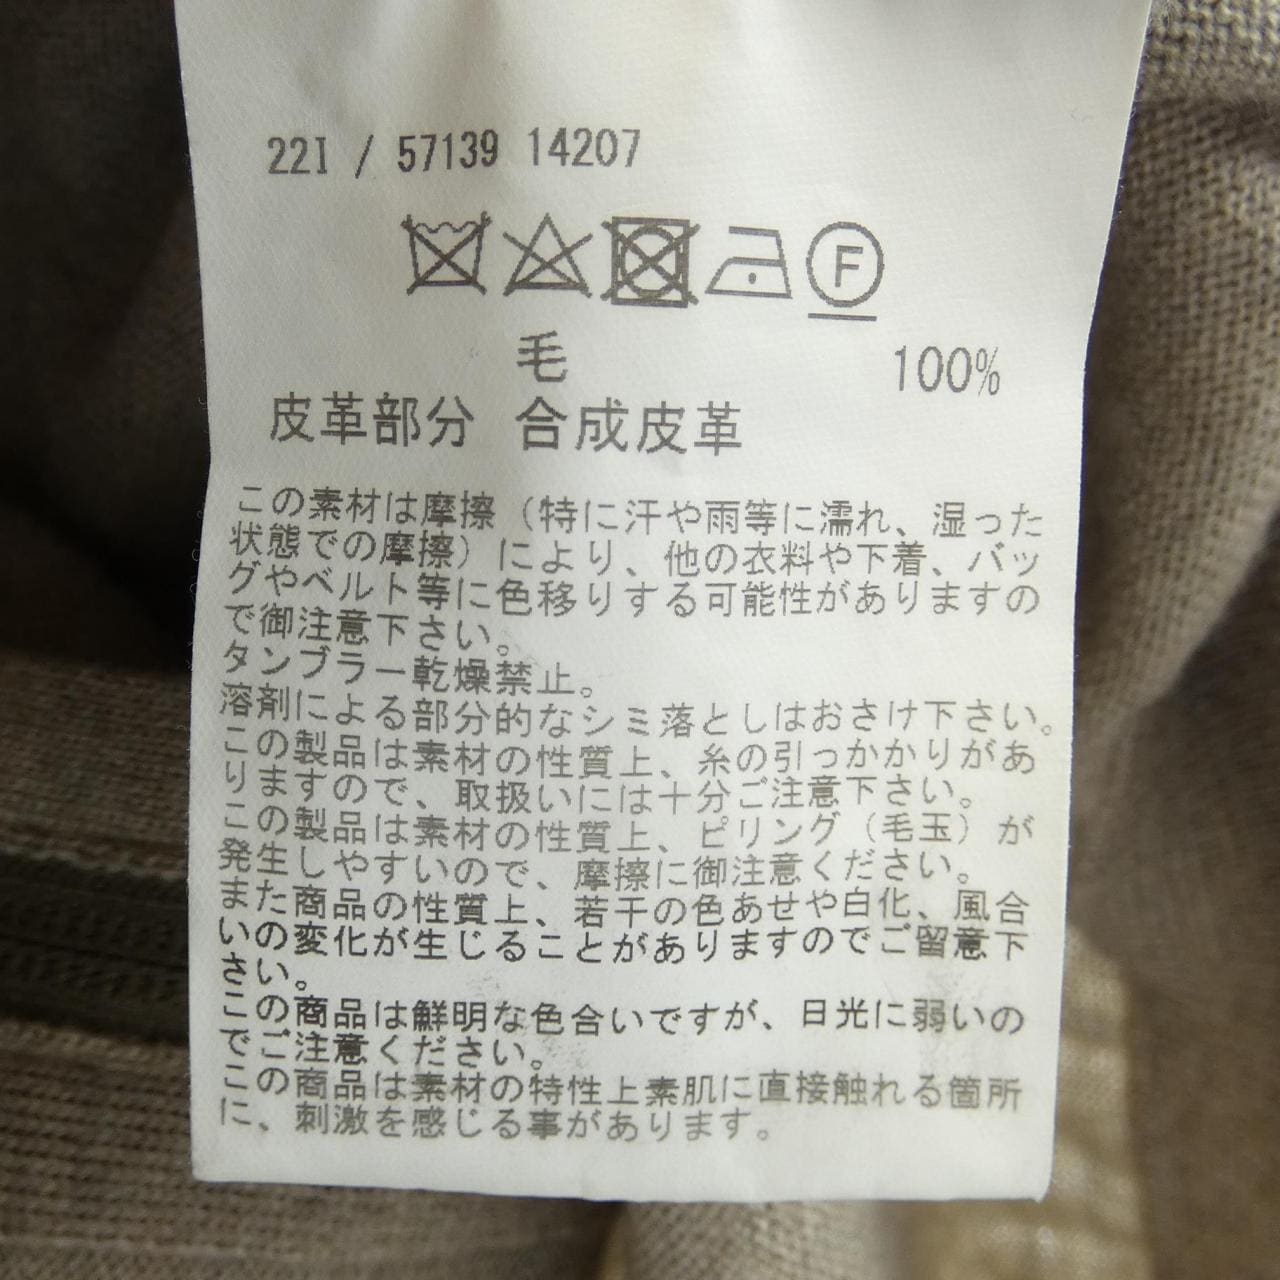 22I / 57139 14207
F
毛 100%
皮革部分 合成皮革
この素材は摩擦（特に汗や雨等に濡れ、湿った
状態での摩擦）により、他の衣料や下着、バッ
グやベルト等に色移りする可能性がありますの
で御注意下さい。
タンブラー乾燥禁止。
溶剤による部分的なシミ落としはおさけ下さい。
この製品は素材の性質上、糸の引っかかりがあ
りますので、取扱いには十分ご注意下さい。
この製品は素材の性質上、ピリング（毛玉）が
発生しやすいので、摩擦に御注意ください。
また商品の性質上、若干の色あせや白化、風合
いの変化が生じることがありますのでご留意下
さい。
この商品は鮮明な色合いですが、日光に弱いの
でご注意ください。
この商品は素材の特性上素肌に直接触れる箇所
に、刺激を感じる事があります。